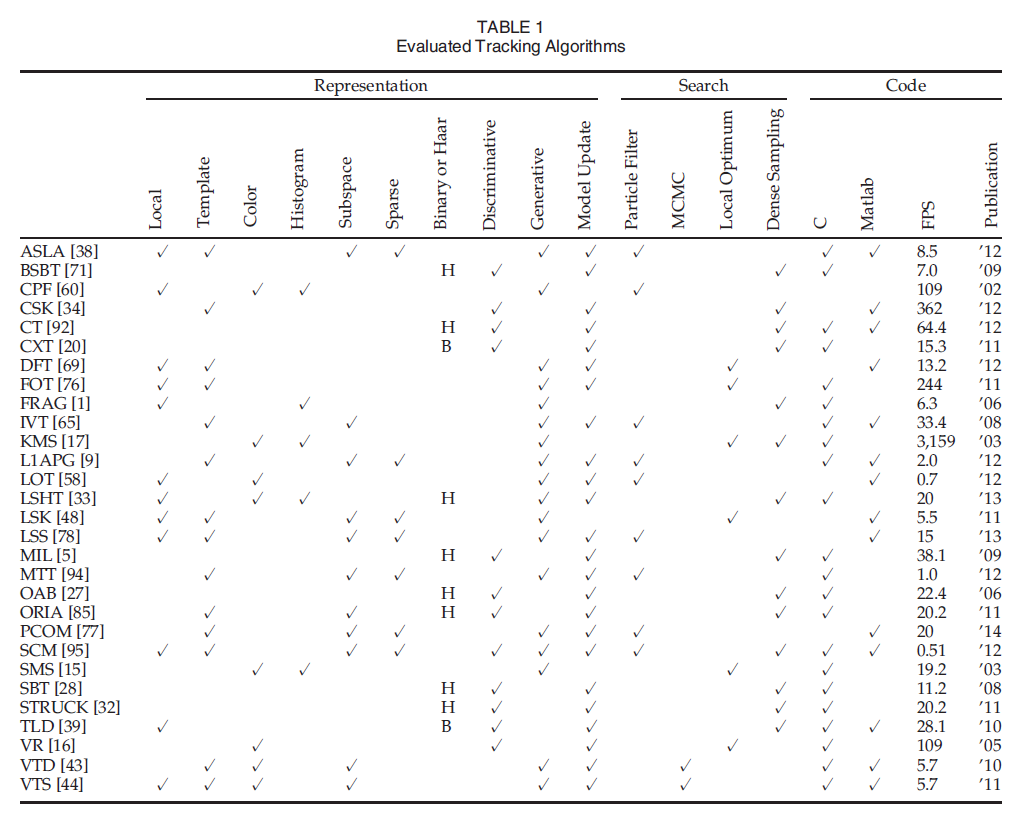 TABLE 1
Evaluated Tracking Algorithms
Representation Search Code
Local Template Color Histogram Subspace Sparse Binary or Haar Discriminative Generative Model Update Particle Filter MCMC Local Optimum Dense Sampling C Matlab FPS Publication
ASLA [38] ✓ ✓ ✓ ✓ ✓ ✓ ✓ ✓ ✓ 8.5 ’12
BSBT [71] H ✓ ✓ ✓ ✓ 7.0 ’09
CPF [60] ✓ ✓ ✓ ✓ ✓ 109 ’02
CSK [34] ✓ ✓ ✓ ✓ ✓ 362 ’12
CT [92] H ✓ ✓ ✓ ✓ ✓ 64.4 ’12
CXT [20] B ✓ ✓ ✓ ✓ 15.3 ’11
DFT [69] ✓ ✓ ✓ ✓ ✓ ✓ 13.2 ’12
FOT [76] ✓ ✓ ✓ ✓ ✓ ✓ 244 ’11
FRAG [1] ✓ ✓ ✓ ✓ ✓ 6.3 ’06
IVT [65] ✓ ✓ ✓ ✓ ✓ ✓ ✓ 33.4 ’08
KMS [17] ✓ ✓ ✓ ✓ ✓ ✓ 3,159 ’03
L1APG [9] ✓ ✓ ✓ ✓ ✓ ✓ ✓ ✓ 2.0 ’12
LOT [58] ✓ ✓ ✓ ✓ ✓ ✓ 0.7 ’12
LSHT [33] ✓ ✓ ✓ H ✓ ✓ ✓ ✓ 20 ’13
LSK [48] ✓ ✓ ✓ ✓ ✓ ✓ ✓ 5.5 ’11
LSS [78] ✓ ✓ ✓ ✓ ✓ ✓ ✓ ✓ 15 ’13
MIL [5] H ✓ ✓ ✓ ✓ 38.1 ’09
MTT [94] ✓ ✓ ✓ ✓ ✓ ✓ ✓ 1.0 ’12
OAB [27] H ✓ ✓ ✓ ✓ 22.4 ’06
ORIA [85] ✓ ✓ H ✓ ✓ ✓ ✓ 20.2 ’11
PCOM [77] ✓ ✓ ✓ ✓ ✓ ✓ ✓ 20 ’14
SCM [95] ✓ ✓ ✓ ✓ ✓ ✓ ✓ ✓ ✓ ✓ 0.51 ’12
SMS [15] ✓ ✓ ✓ ✓ ✓ 19.2 ’03
SBT [28] H ✓ ✓ ✓ ✓ 11.2 ’08
STRUCK [32] H ✓ ✓ ✓ ✓ 20.2 ’11
TLD [39] ✓ B ✓ ✓ ✓ ✓ ✓ 28.1 ’10
VR [16] ✓ ✓ ✓ ✓ ✓ 109 ’05
VTD [43] ✓ ✓ ✓ ✓ ✓ ✓ ✓ ✓ 5.7 ’10
VTS [44] ✓ ✓ ✓ ✓ ✓ ✓ ✓ ✓ ✓ 5.7 ’11